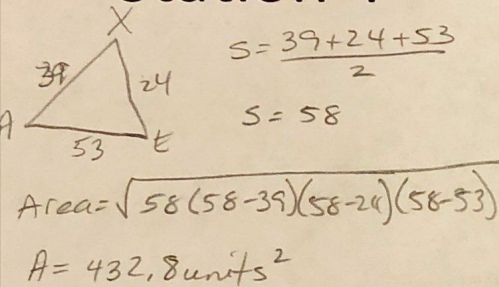 X
39
24
A
53
E
S = 39+24+53
2
S = 58
Area = √58(58-39)(58-24)(58-53)
A = 432.8 units²